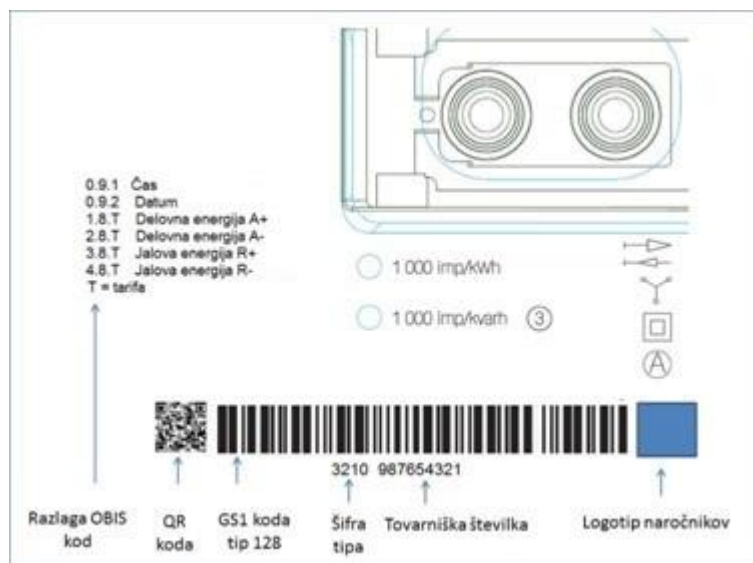 0.9.1 Čas
0.9.2 Datum
1.8.T Delovna energija A+
2.8.T Delovna energija A-
3.8.T Jalova energija R+
4.8.T Jalova energija R-
T = tarifa
1 000 imp/kWh
1 000 imp/kvarh 3
A
3210 987654321
Razlaga OBIS kod
QR koda
GS1 koda tip 128
Šifra tipa
Tovarniška številka
Logotip naročnikov